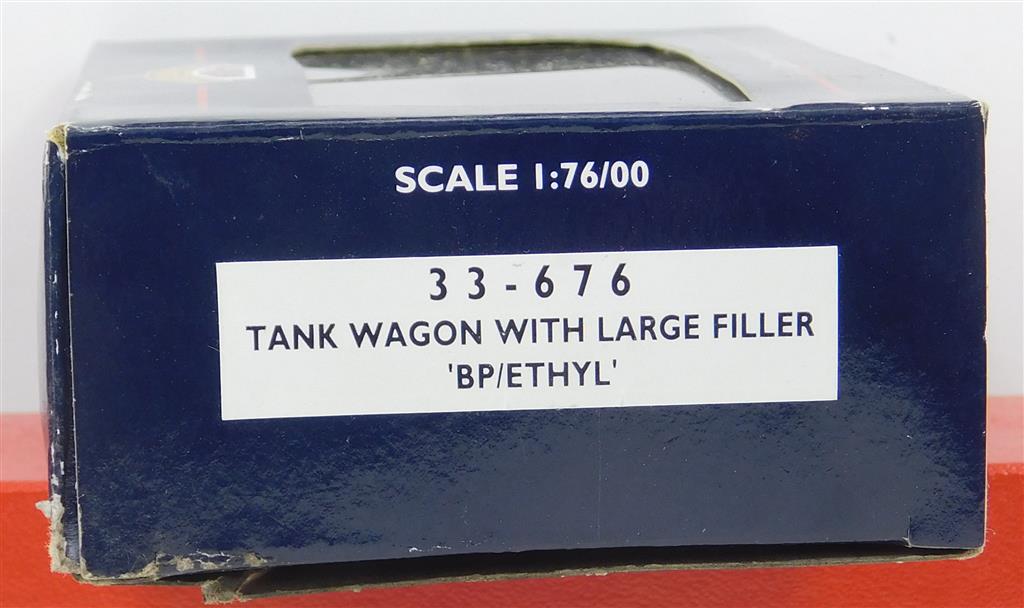 SCALE 1:76/00
33-676
TANK WAGON WITH LARGE FILLER
'BP/ETHYL'